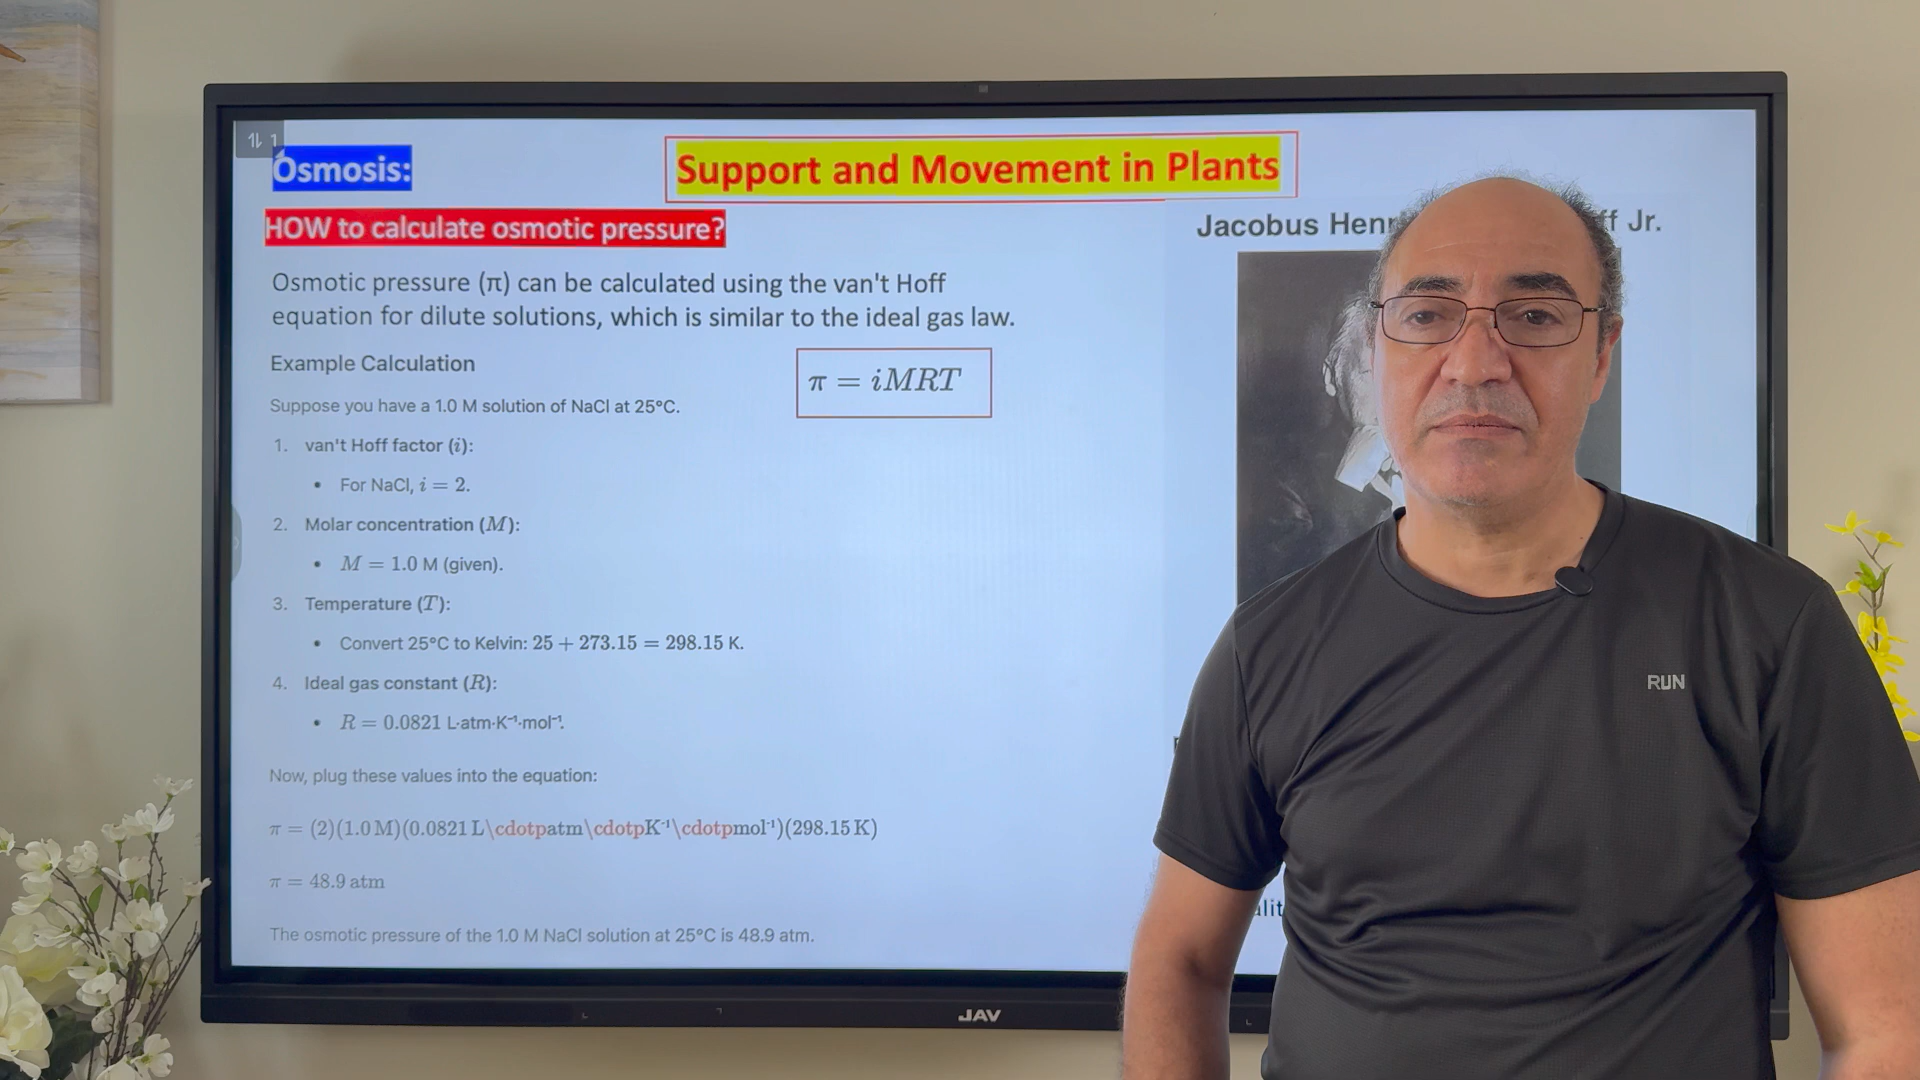 1
Osmosis:
Support and Movement in Plants
HOW to calculate osmotic pressure?
Jacobus Henr ff Jr.
Osmotic pressure (π) can be calculated using the van't Hoff
equation for dilute solutions, which is similar to the ideal gas law.
Example Calculation
π = iMRT
Suppose you have a 1.0 M solution of NaCl at 25°C.
1. van't Hoff factor (i):
• For NaCl, i = 2.
2. Molar concentration (M):
• M = 1.0 M (given).
3. Temperature (T):
• Convert 25°C to Kelvin: 25 + 273.15 = 298.15 K.
4. Ideal gas constant (R):
• R = 0.0821 L·atm·K⁻¹·mol⁻¹.
Now, plug these values into the equation:
π = (2)(1.0 M)(0.0821 L\cdotpatm\cdotpK⁻¹\cdotpmol⁻¹)(298.15 K)
π = 48.9 atm
The osmotic pressure of the 1.0 M NaCl solution at 25°C is 48.9 atm.
RUN
JAV